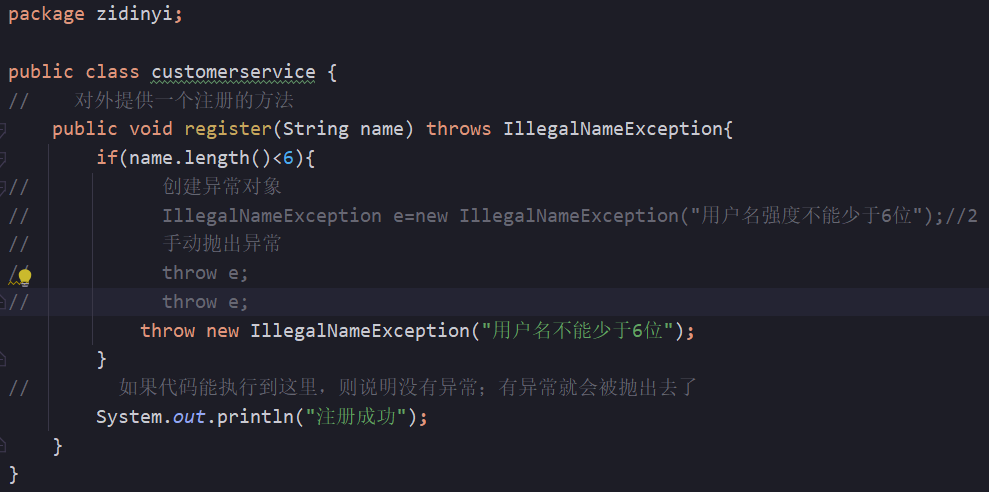 package zidinyi;
public class customerservice {
//    对外提供一个注册的方法
    public void register(String name) throws IllegalNameException{
        if(name.length()<6){
//            创建异常对象
//            IllegalNameException e=new IllegalNameException("用户名强度不能少于6位");//2
//            手动抛出异常
//            throw e;
//            throw e;
            throw new IllegalNameException("用户名不能少于6位");
        }
//        如果代码能执行到这里，则说明没有异常；有异常就会被抛出去了
        System.out.println("注册成功");
    }
}